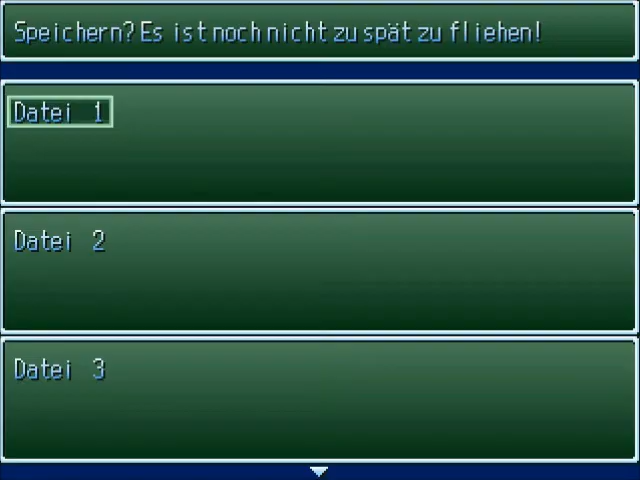 Speichern? Es ist noch nicht zu spät zu fliehen!
Datei 1
Datei 2
Datei 3